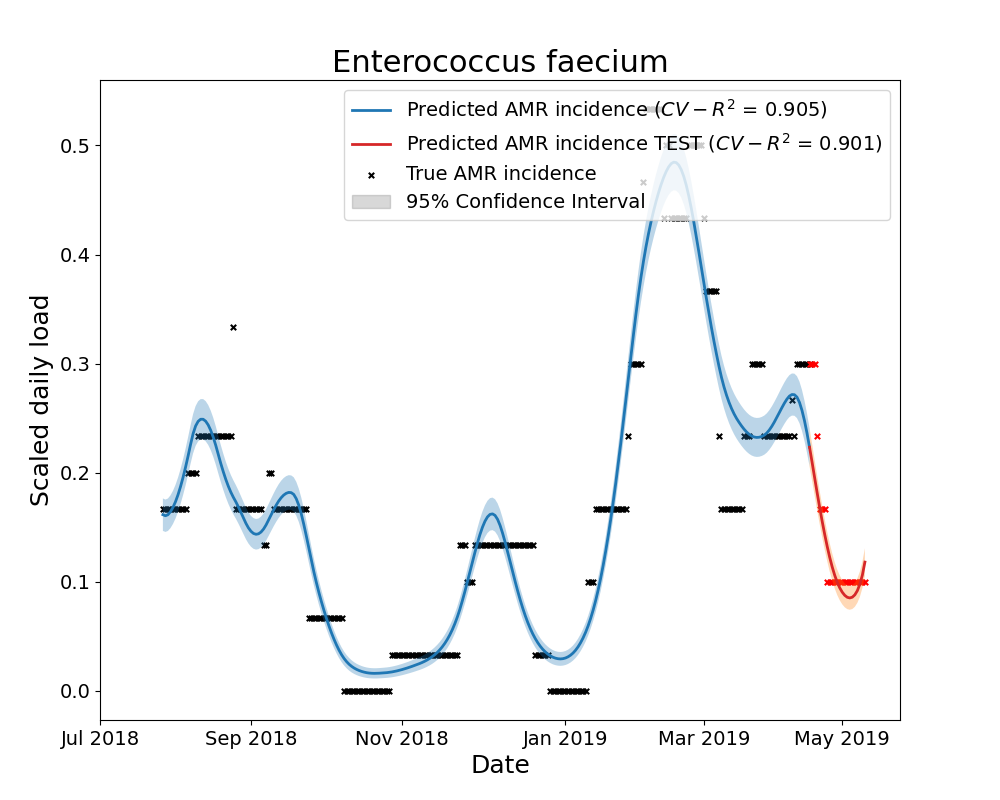 Enterococcus faecium
Predicted AMR incidence (CV − R² = 0.905)
Predicted AMR incidence TEST (CV − R² = 0.901)
True AMR incidence
95% Confidence Interval
Scaled daily load
0.5
0.4
0.3
0.2
0.1
0.0
Jul 2018 Sep 2018 Nov 2018 Jan 2019 Mar 2019 May 2019
Date